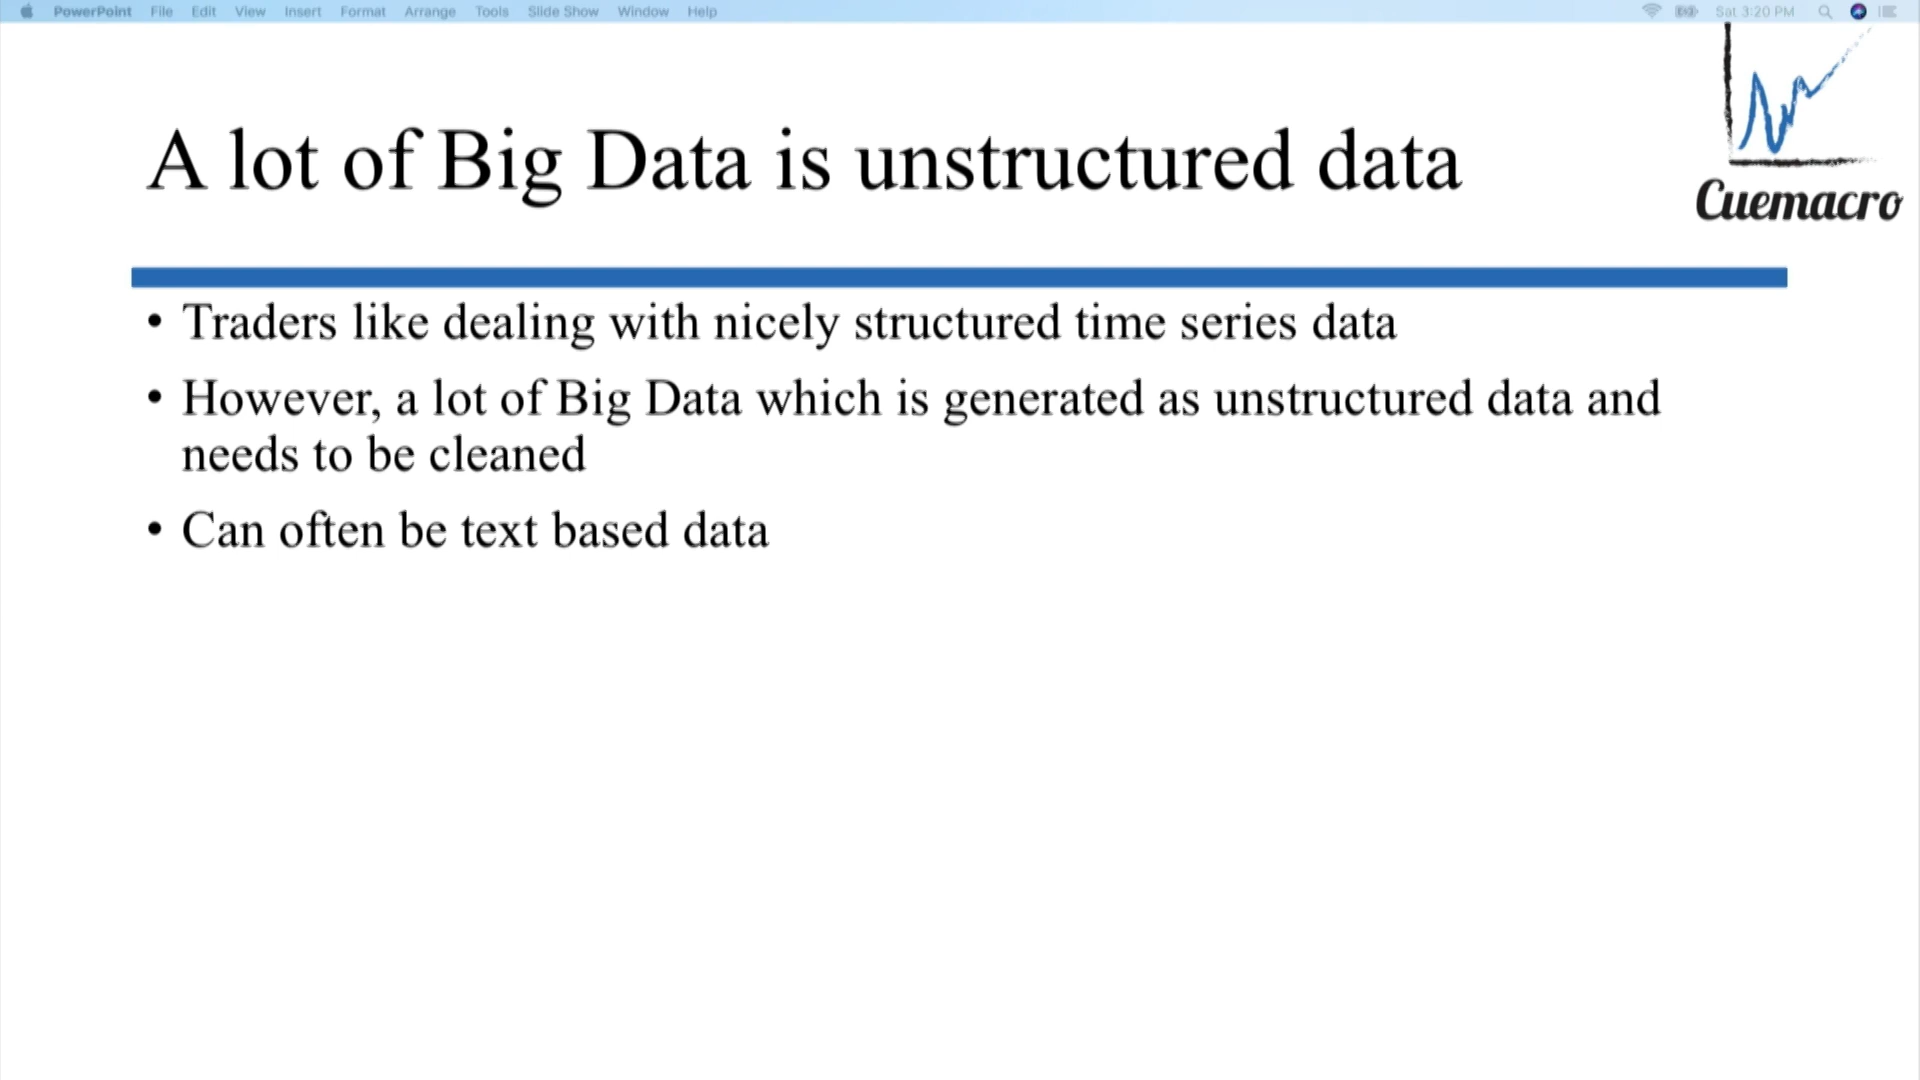 PowerPoint File Edit View Insert Format Arrange Tools Slide Show Window Help Sat 3:20 PM
Cuemacro
A lot of Big Data is unstructured data
• Traders like dealing with nicely structured time series data
• However, a lot of Big Data which is generated as unstructured data and
needs to be cleaned
• Can often be text based data